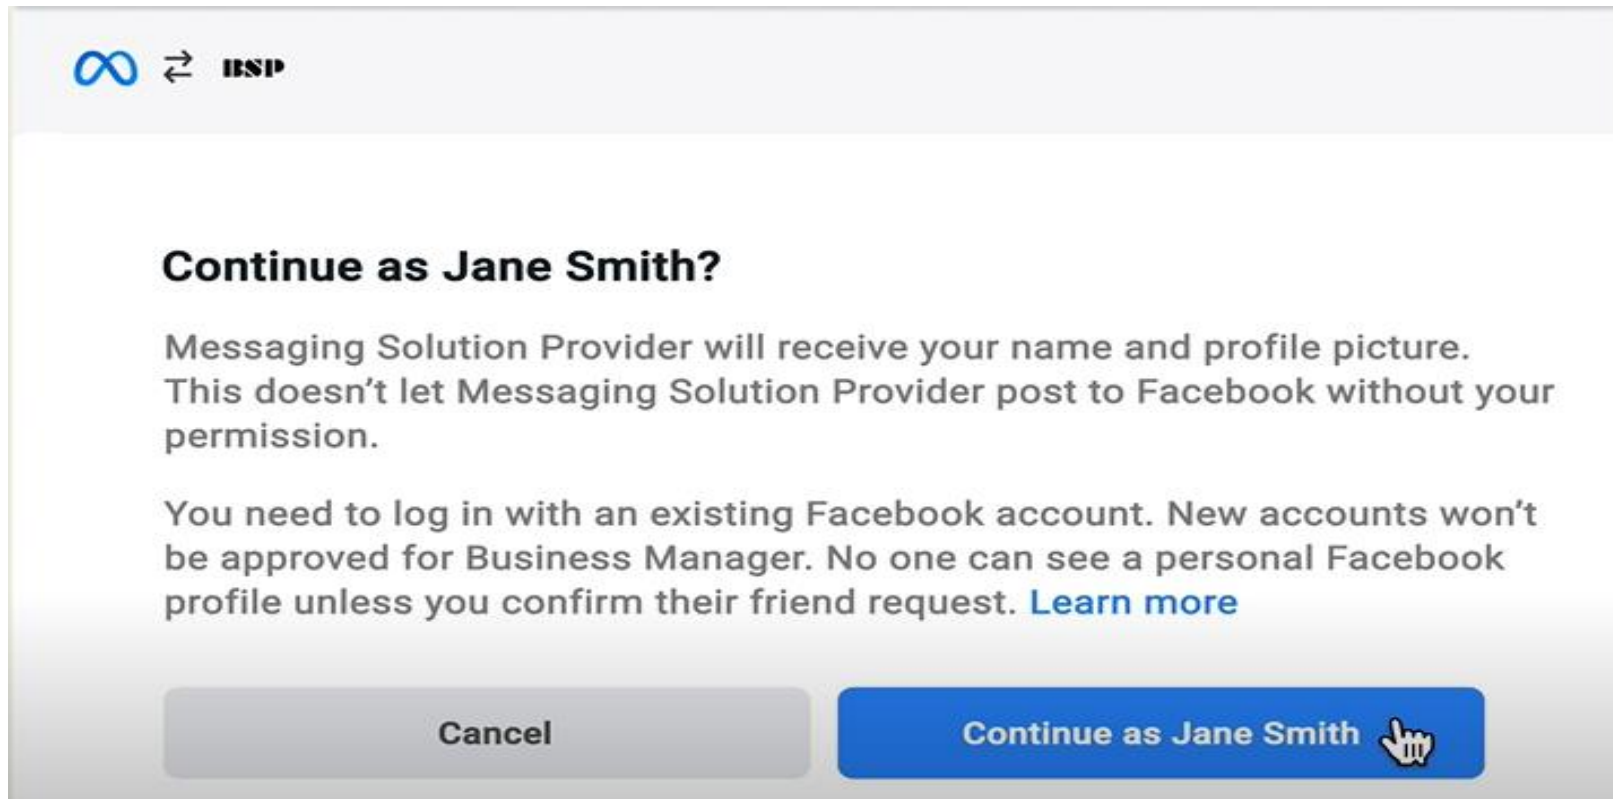 BSP
Continue as Jane Smith?
Messaging Solution Provider will receive your name and profile picture.
This doesn’t let Messaging Solution Provider post to Facebook without your
permission.
You need to log in with an existing Facebook account. New accounts won’t
be approved for Business Manager. No one can see a personal Facebook
profile unless you confirm their friend request. Learn more
Cancel
Continue as Jane Smith